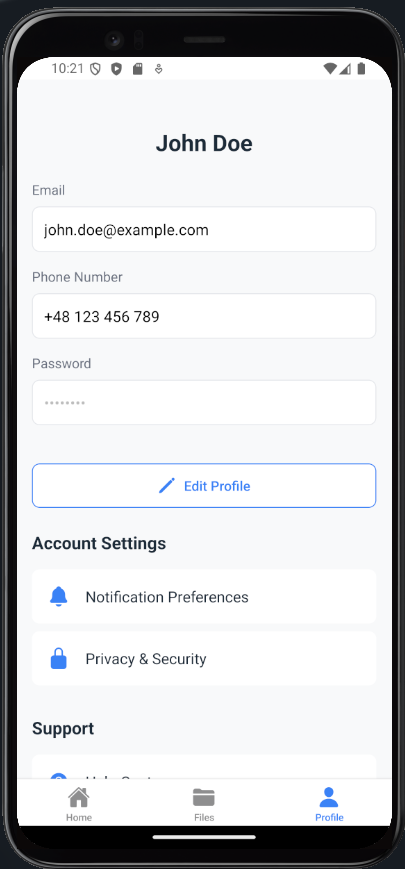 10:21
John Doe
Email
john.doe@example.com
Phone Number
+48 123 456 789
Password
••••••••
Edit Profile
Account Settings
Notification Preferences
Privacy & Security
Support
Home
Files
Profile